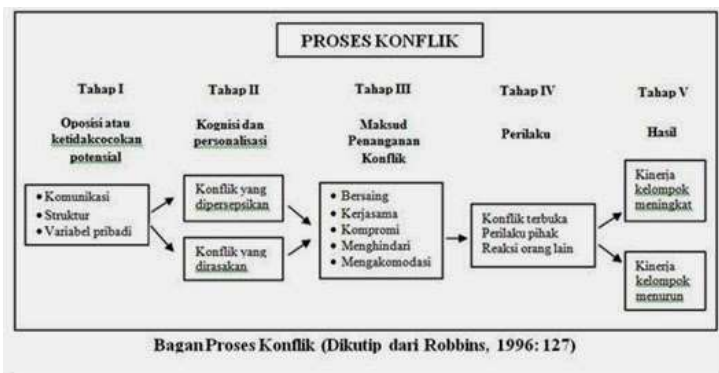 PROSES KONFLIK
Tahap I
Oposisi atau
ketidakcocokan
potensial
• Komunikasi
• Struktur
• Variabel pribadi
Tahap II
Kognisi dan
personalisasi
Konflik yang
dipersepsikan
Konflik yang
dirasakan
Tahap III
Maksud
Penanganan
Konflik
• Bersaing
• Kerjasama
• Kompromi
• Menghindari
• Mengakomodasi
Tahap IV
Perilaku
Konflik terbuka
Perilaku pihak
Reaksi orang lain
Tahap V
Hasil
Kinerja
kelompok
meningkat
Kinerja
kelompok
menurun
Bagan Proses Konflik (Dikutip dari Robbins, 1996: 127)